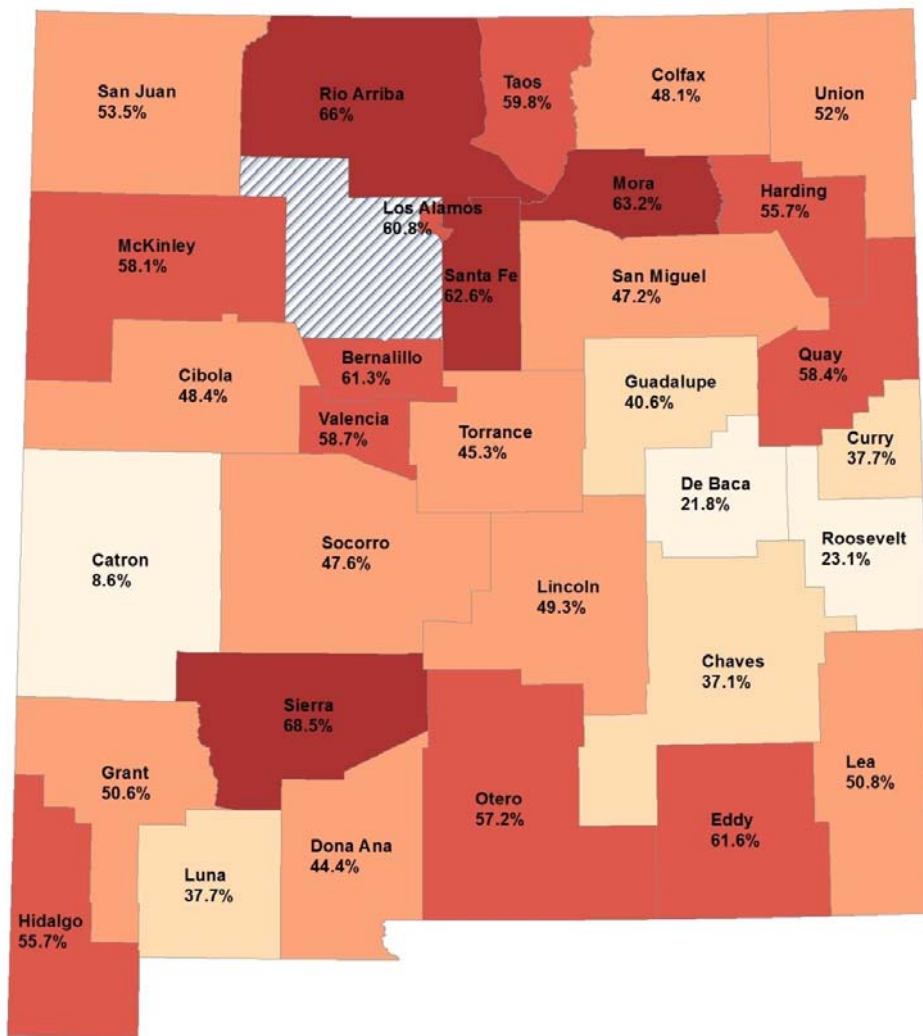 San Juan
53.5%
Rio Arriba
66%
Taos
59.8%
Colfax
48.1%
Union
52%
Mora
63.2%
Harding
55.7%
Los Alamos
60.8%
McKinley
58.1%
Santa Fe
62.6%
San Miguel
47.2%
Bernalillo
61.3%
Quay
58.4%
Cibola
48.4%
Guadalupe
40.6%
Valencia
58.7%
Torrance
45.3%
Curry
37.7%
De Baca
21.8%
Roosevelt
23.1%
Catron
8.6%
Socorro
47.6%
Lincoln
49.3%
Chaves
37.1%
Sierra
68.5%
Grant
50.6%
Lea
50.8%
Otero
57.2%
Eddy
61.6%
Dona Ana
44.4%
Luna
37.7%
Hidalgo
55.7%